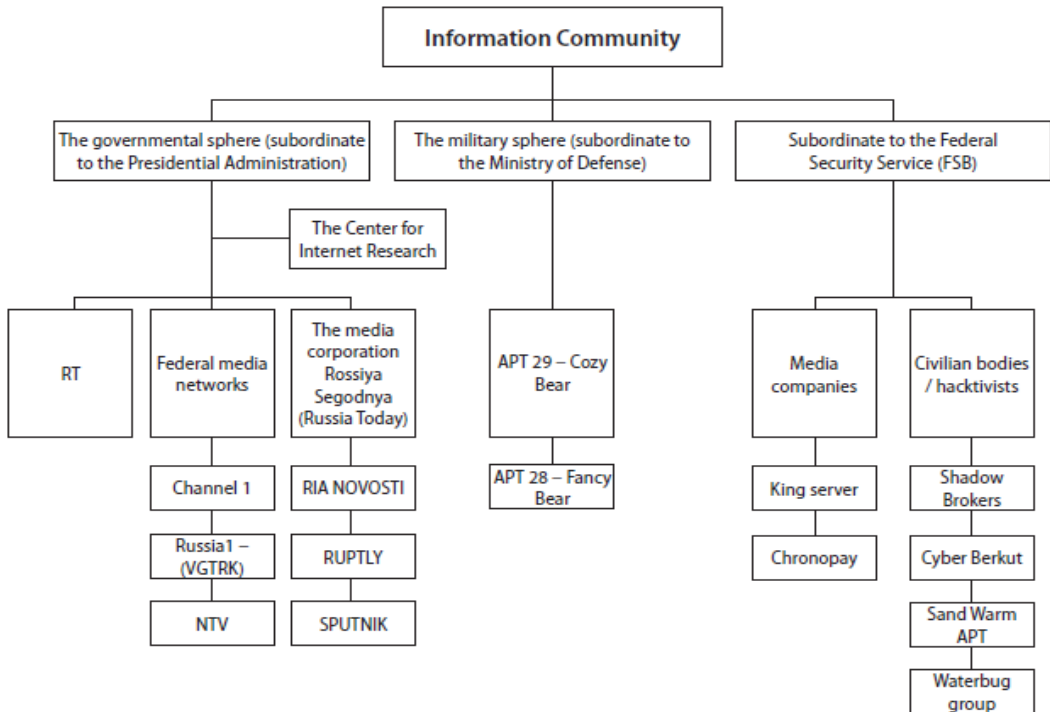 Information Community
The governmental sphere (subordinate
to the Presidential Administration)
The military sphere (subordinate to
the Ministry of Defense)
Subordinate to the Federal
Security Service (FSB)
The Center for
Internet Research
RT
Federal media
networks
The media
corporation
Rossiya
Segodnya
(Russia Today)
APT 29 – Cozy
Bear
Media
companies
Civilian bodies
/ hacktivists
Channel 1
RIA NOVOSTI
APT 28 – Fancy
Bear
King server
Shadow
Brokers
Russia1 –
(VGTRK)
RUPTLY
Chronopay
Cyber Berkut
NTV
SPUTNIK
Sand Warm
APT
Waterbug
group